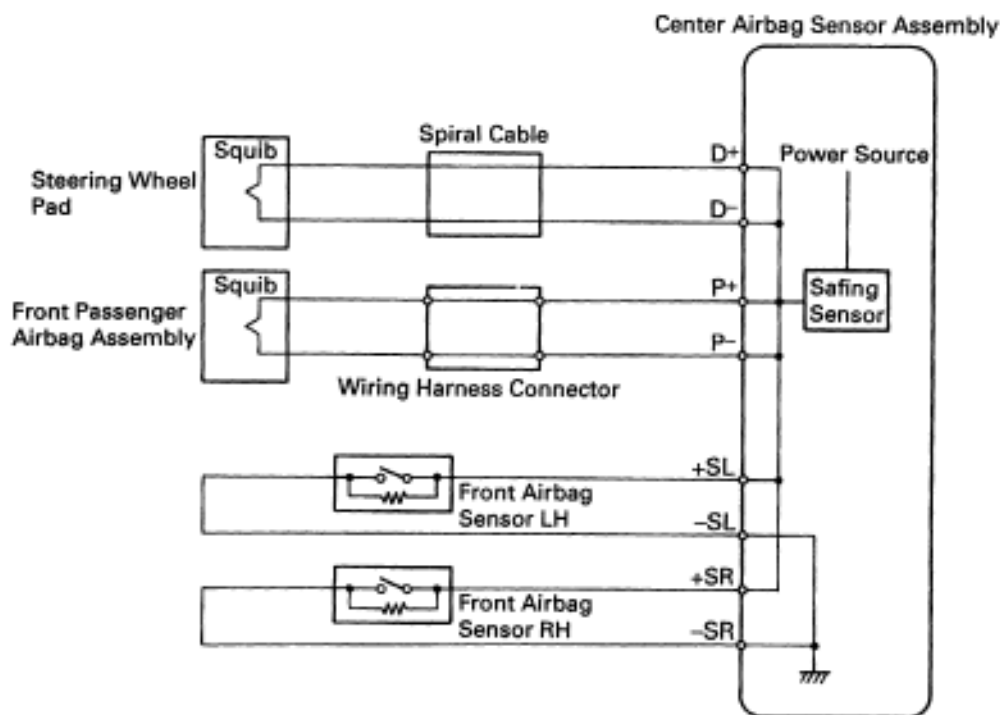 Center Airbag Sensor Assembly
Spiral Cable
Squib
D+
Power Source
Steering Wheel
Pad
D–
Squib
P+
Safing
Sensor
Front Passenger
Airbag Assembly
P–
Wiring Harness Connector
+SL
Front Airbag
Sensor LH
–SL
+SR
Front Airbag
Sensor RH
–SR